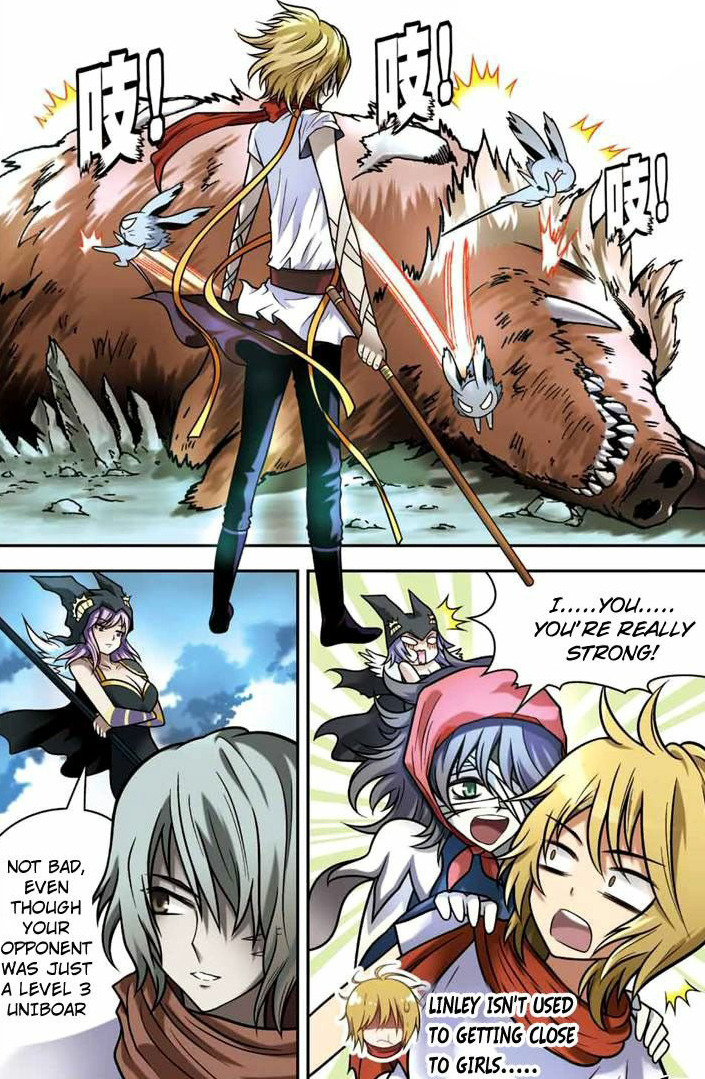 吱!
吱!
吱!
I.....YOU.....
YOU'RE REALLY
STRONG!
NOT BAD,
EVEN
THOUGH
YOUR
OPPONENT
WAS JUST
A LEVEL 3
UNIBOAR
LINLEY ISN'T USED
TO GETTING CLOSE
TO GIRLS.....